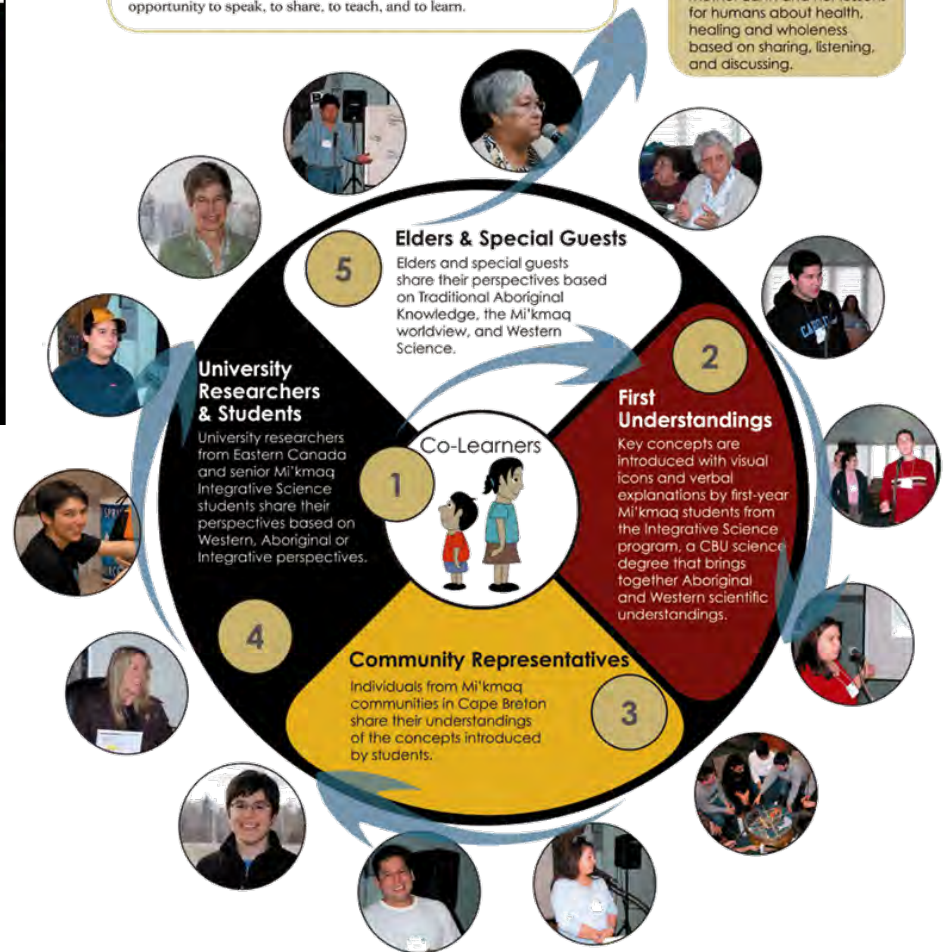 opportunity to speak, to share, to teach, and to learn.
for humans about health,
healing and wholeness
based on sharing, listening,
and discussing.
5
Elders & Special Guests
Elders and special guests
share their perspectives based
on Traditional Aboriginal
Knowledge, the Mi'kmaq
worldview, and Western
Science.
2
First
Understandings
Key concepts are
introduced with visual
icons and verbal
explanations by first-year
Mi'kmaq students from
the Integrative Science
program, a CBU science
degree that brings
together Aboriginal
and Western scientific
understandings.
University
Researchers
& Students
University researchers
from Eastern Canada
and senior Mi'kmaq
Integrative Science
students share their
perspectives based on
Western, Aboriginal or
Integrative perspectives.
1
Co-Learners
4
Community Representatives
Individuals from Mi'kmaq
communities in Cape Breton
share their understandings
of the concepts introduced
by students.
3